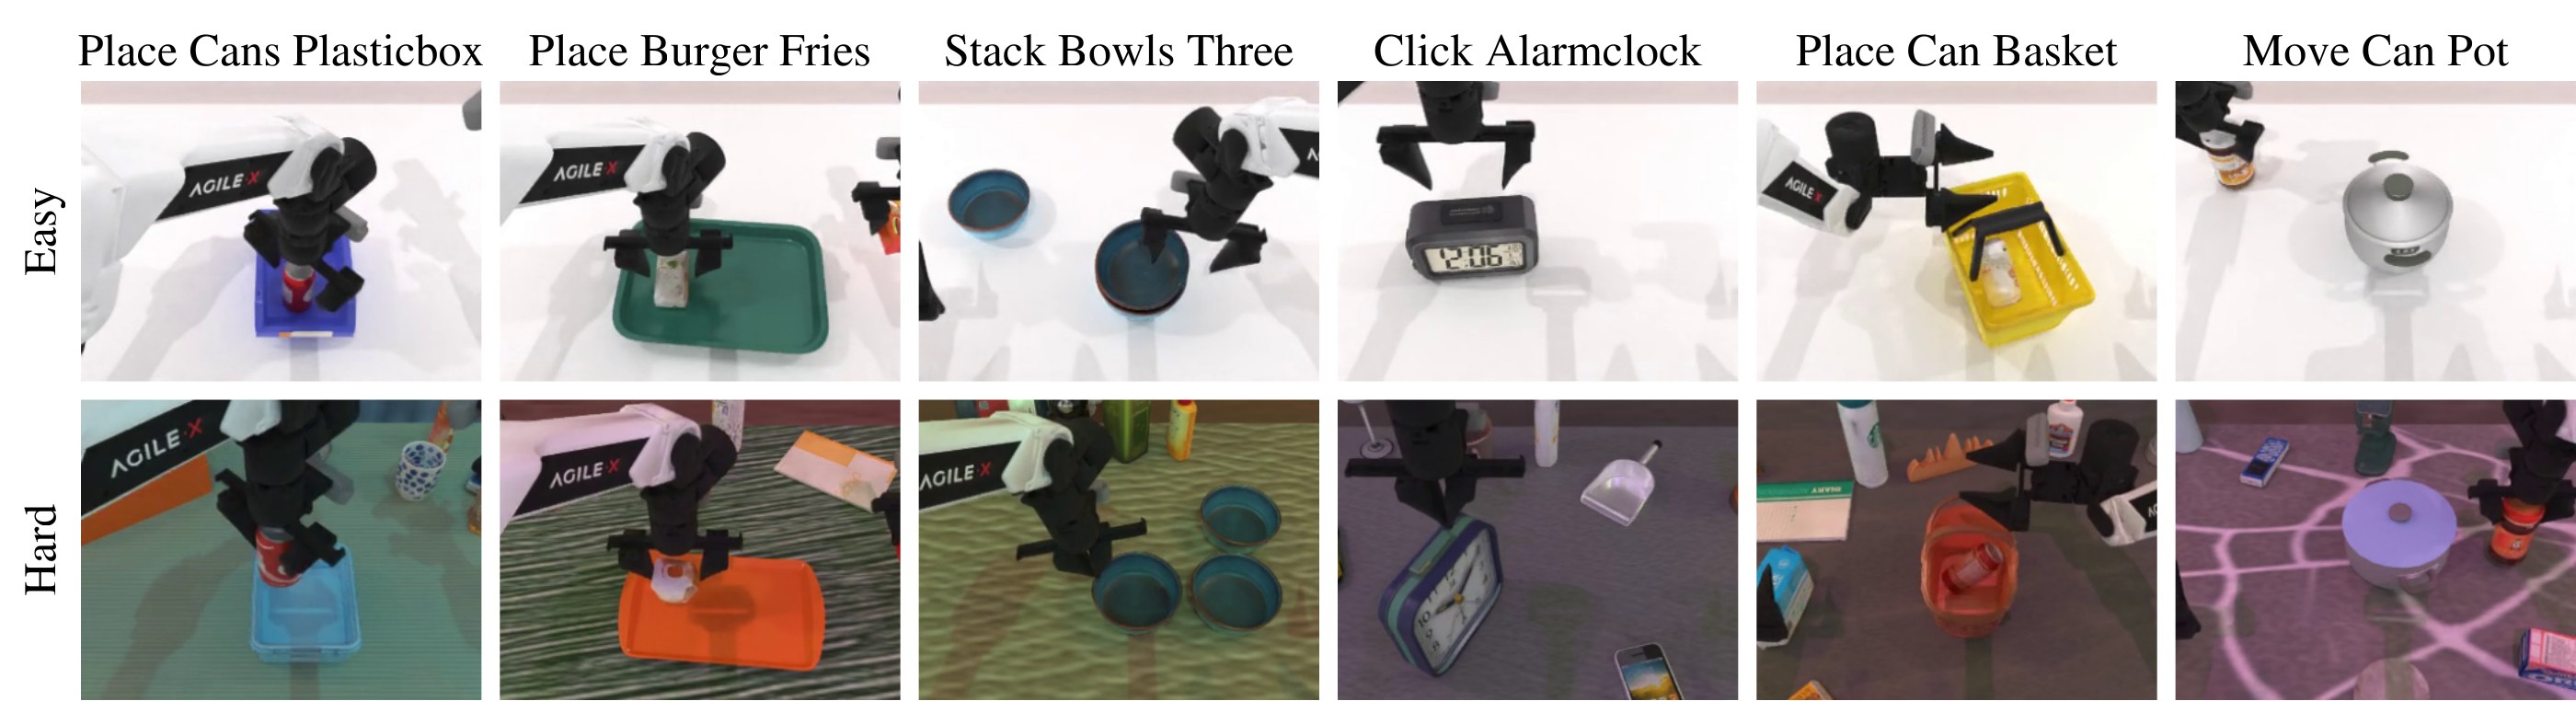 Place Cans Plasticbox
Place Burger Fries
Stack Bowls Three
Click Alarmclock
Place Can Basket
Move Can Pot
Easy
AGILE·X
AGILE·X
2:06
AGILE·X
Hard
AGILE·X
AGILE·X
AGILE·X
DIARY